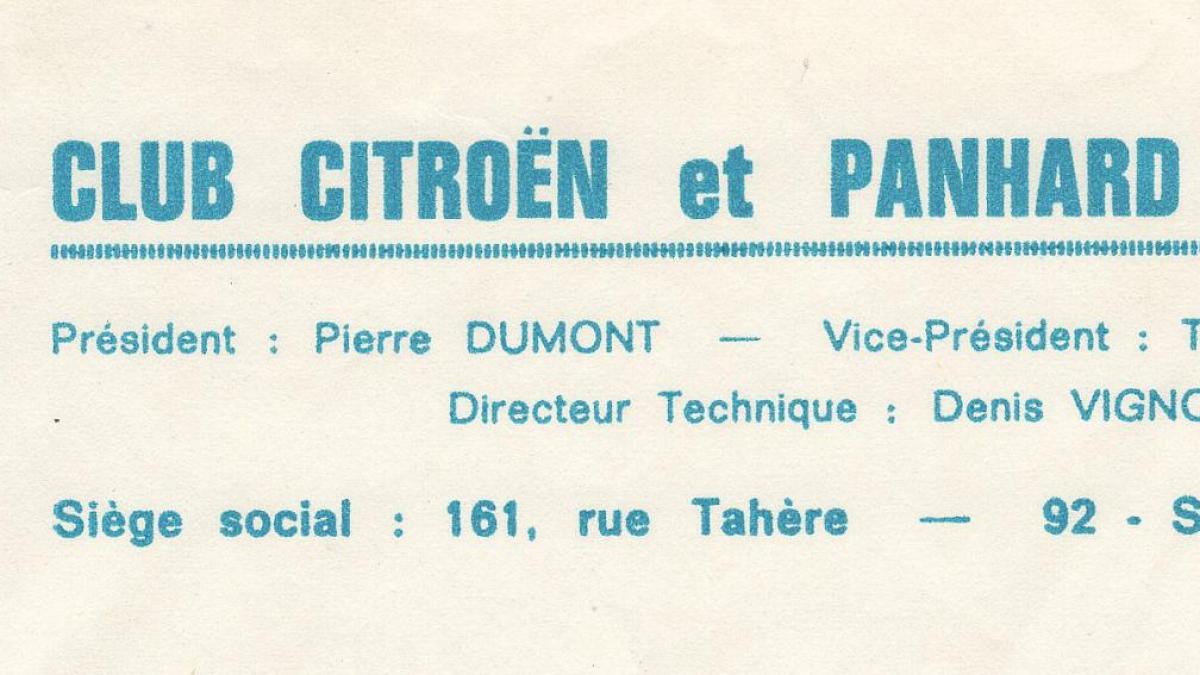 CLUB CITROËN et PANHARD
Président : Pierre DUMONT — Vice-Président :
Directeur Technique : Denis
Siège social : 161, rue Tahère — 92 -